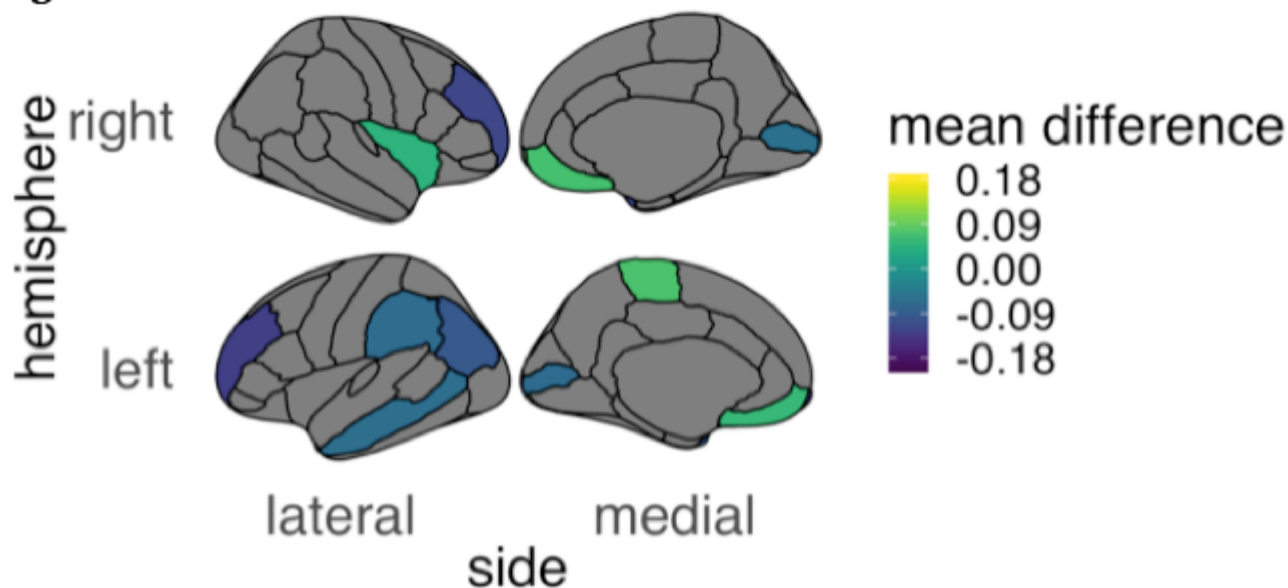 hemisphere
right
left
lateral
medial
side
mean difference
0.18
0.09
0.00
-0.09
-0.18